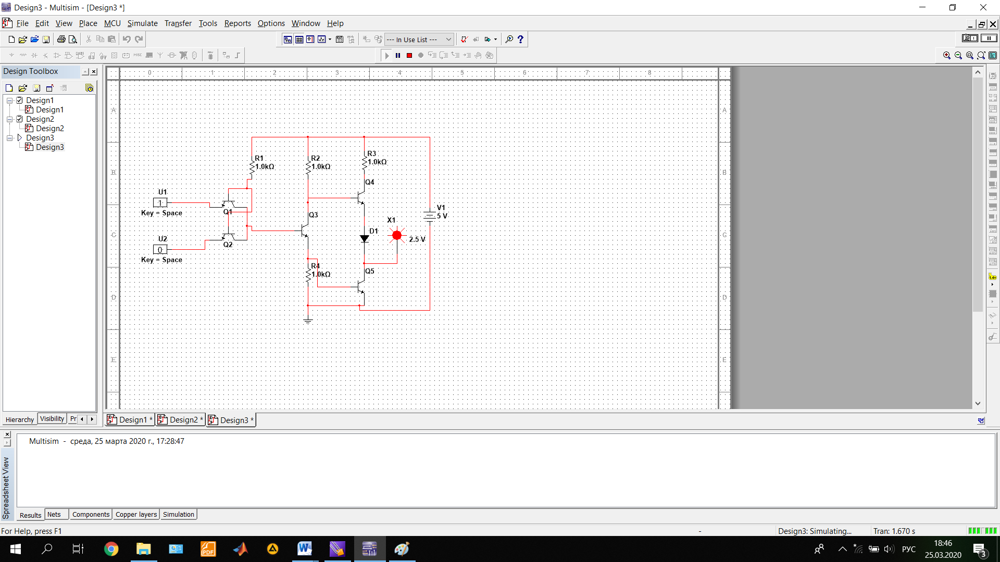 Design3 - Multisim - [Design3 *]
File Edit View Place MCU Simulate Transfer Tools Reports Options Window Help
--- In Use List ---
Design Toolbox
Design1
Design1
Design2
Design2
Design3
Design3
Hierarchy Visibility Pr
0 1 2 3 4 5 6 7 8
A A
B B
C C
D D
E E
R1
1.0kΩ
R2
1.0kΩ
R3
1.0kΩ
Q4
U1
1
Key = Space
Q1
Q3
V1
5 V
X1
2.5 V
D1
U2
0
Key = Space
Q2
R4
1.0kΩ
Q5
Design1 * Design2 * Design3 *
Spreadsheet View
Multisim - среда, 25 марта 2020 г., 17:28:47
Results Nets Components Copper layers Simulation
For Help, press F1
-
Design3: Simulating...
Tran: 1.670 s
РУС
18:46
25.03.2020
3